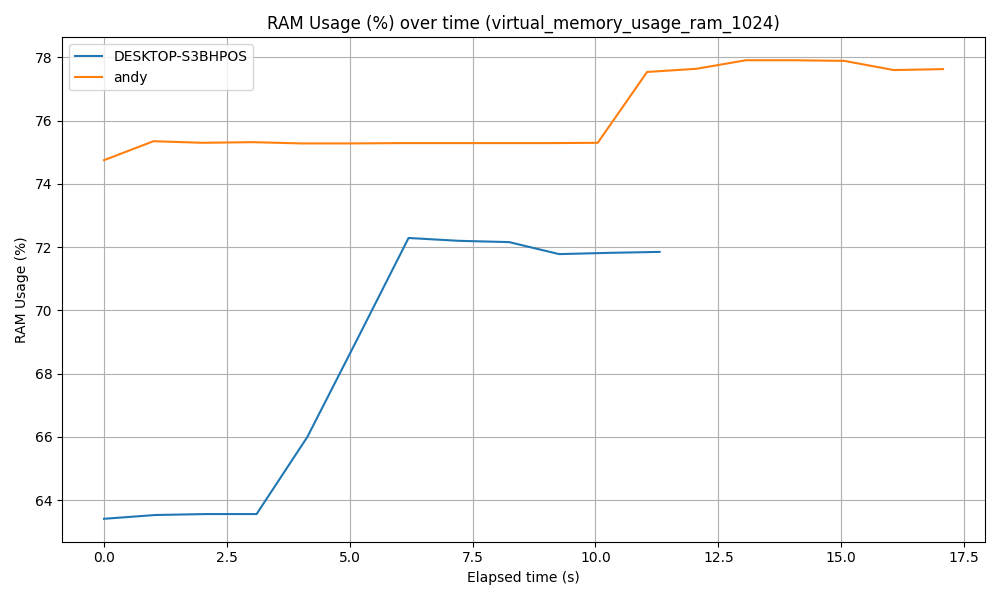 RAM Usage (%) over time (virtual_memory_usage_ram_1024)
DESKTOP-S3BHPOS
andy
RAM Usage (%)
78
76
74
72
70
68
66
64
0.0 2.5 5.0 7.5 10.0 12.5 15.0 17.5
Elapsed time (s)